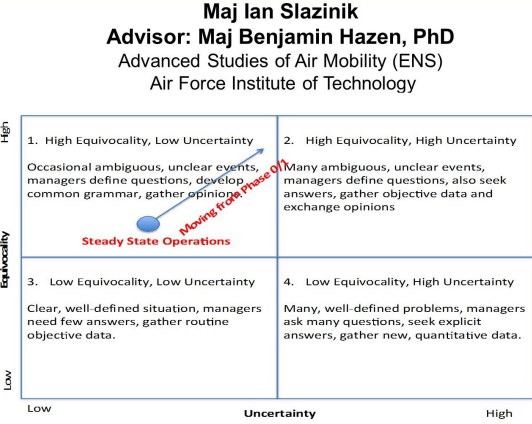 Maj Ian Slazinik
Advisor: Maj Benjamin Hazen, PhD
Advanced Studies of Air Mobility (ENS)
Air Force Institute of Technology
High
1. High Equivocality, Low Uncertainty
Occasional ambiguous, unclear events,
managers define questions, develop
common grammar, gather opinions
Moving from Phase 0/1
Steady State Operations
2. High Equivocality, High Uncertainty
Many ambiguous, unclear events,
managers define questions, also seek
answers, gather objective data and
exchange opinions
Equivocality
3. Low Equivocality, Low Uncertainty
Clear, well-defined situation, managers
need few answers, gather routine
objective data.
4. Low Equivocality, High Uncertainty
Many, well-defined problems, managers
ask many questions, seek explicit
answers, gather new, quantitative data.
Low
Low
Uncertainty
High